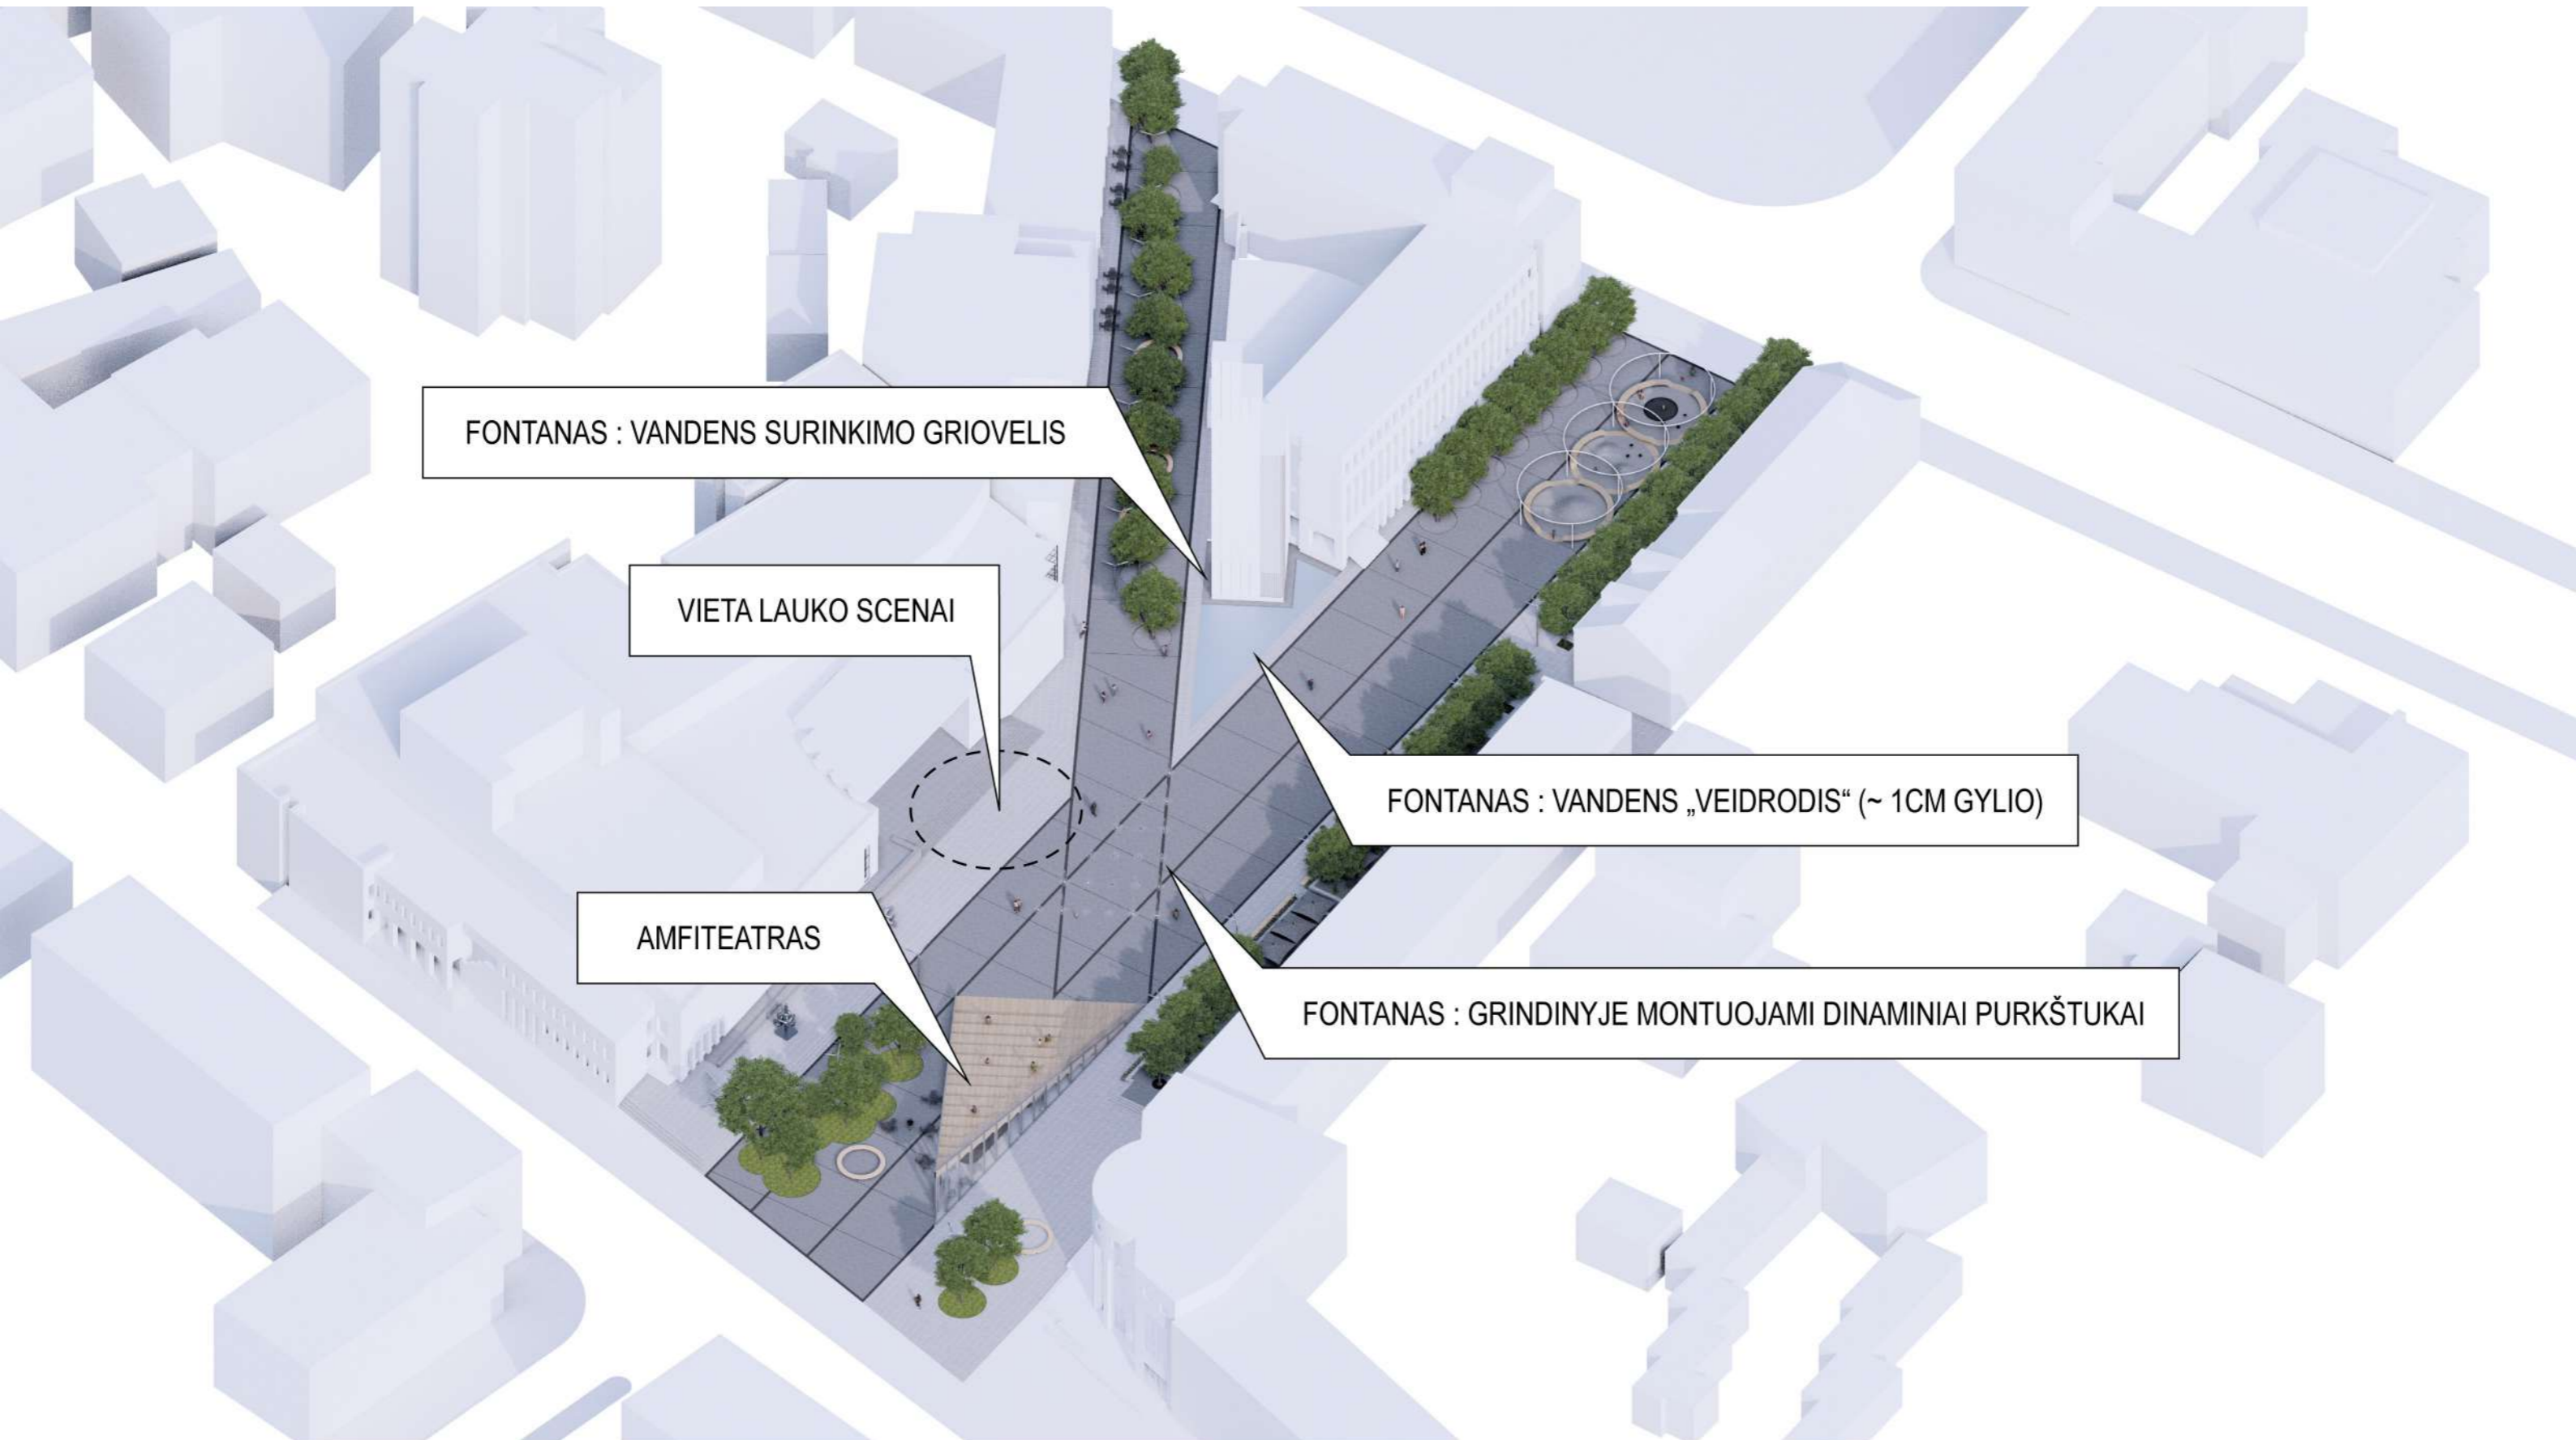 FONTANAS : VANDENS SURINKIMO GRIOVELIS
VIETA LAUKO SCENAI
FONTANAS : VANDENS „VEIDRODIS“ (~ 1CM GYLIO)
AMFITEATRAS
FONTANAS : GRINDINYJE MONTUOJAMI DINAMINIAI PURKŠTUKAI